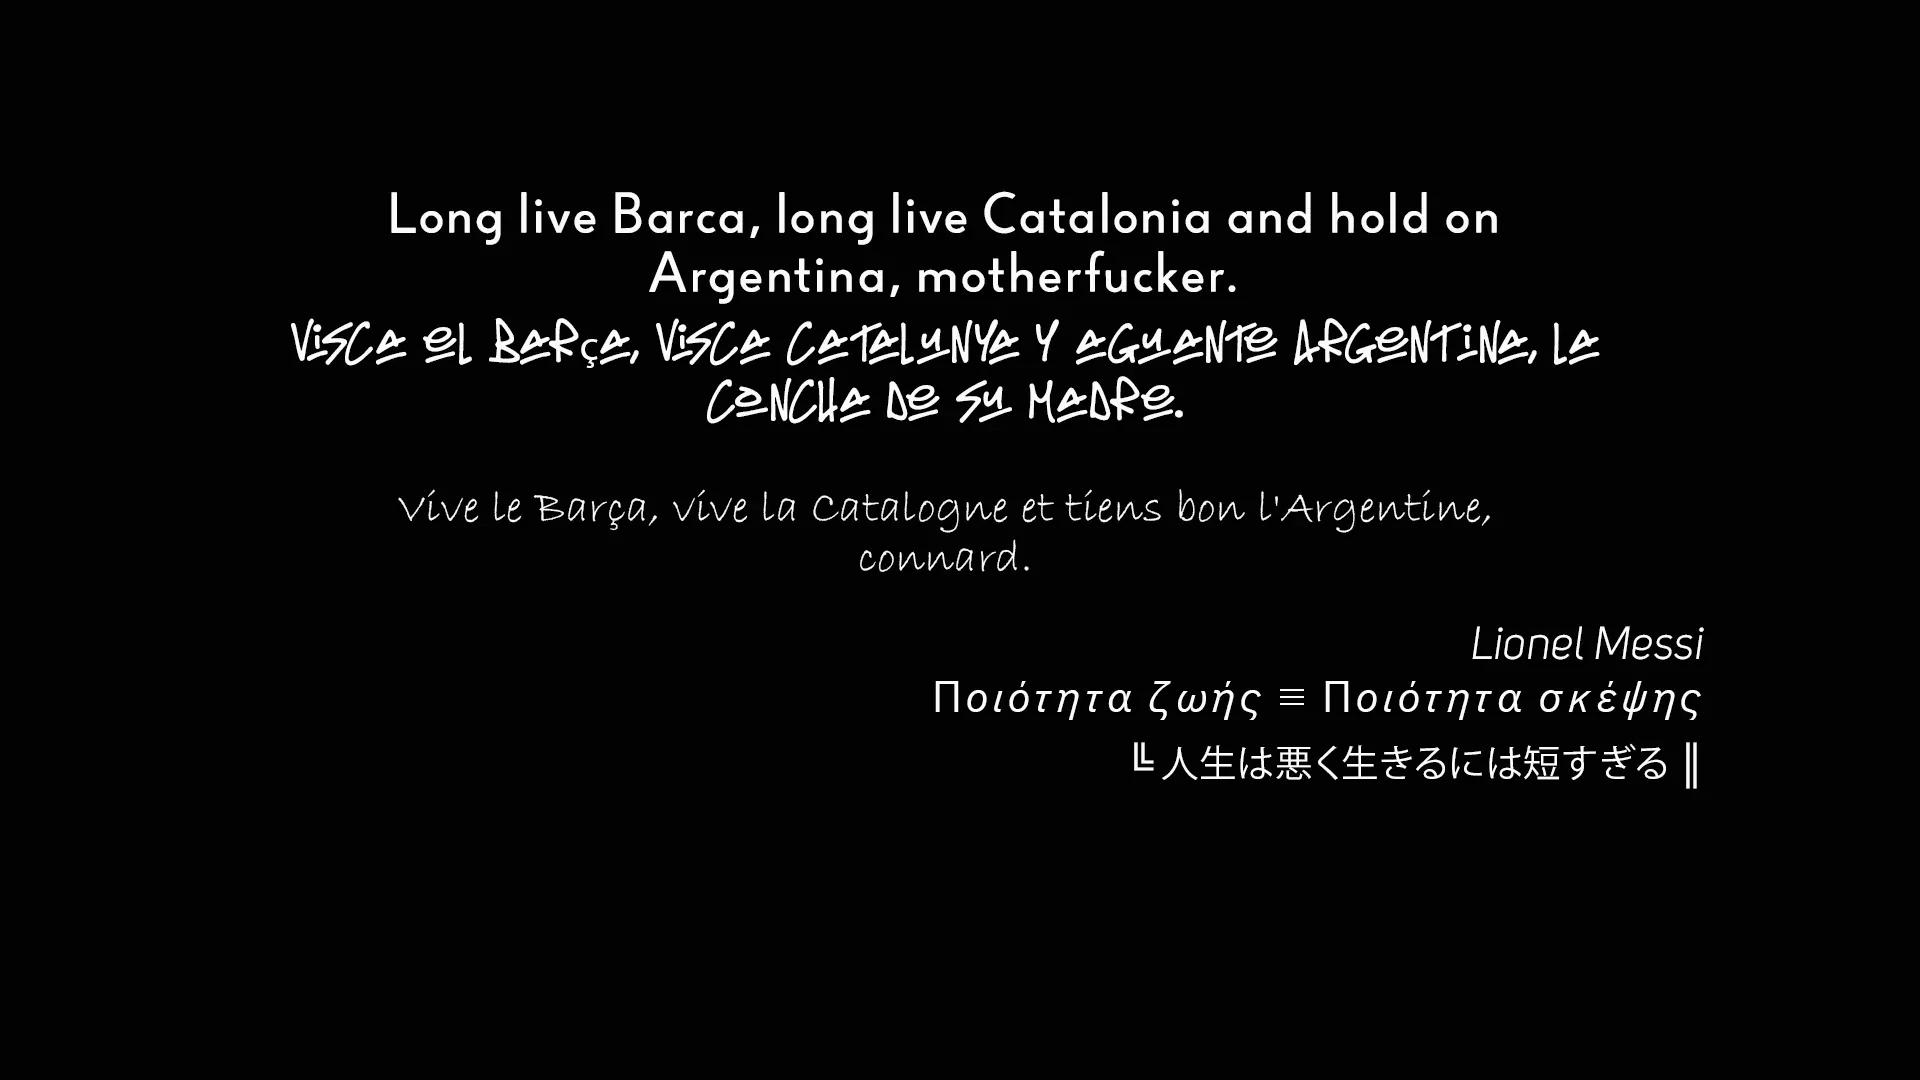 Long live Barca, long live Catalonia and hold on
Argentina, motherfucker.
Visca el Barça, visca Catalunya y aguante Argentina, la
concha de su madre.
Vive le Barça, vive la Catalogne et tiens bon l'Argentine,
connard.
Lionel Messi
Ποιότητα ζωής ≡ Ποιότητα σκέψης
╚ 人生は悪く生きるには短すぎる ║